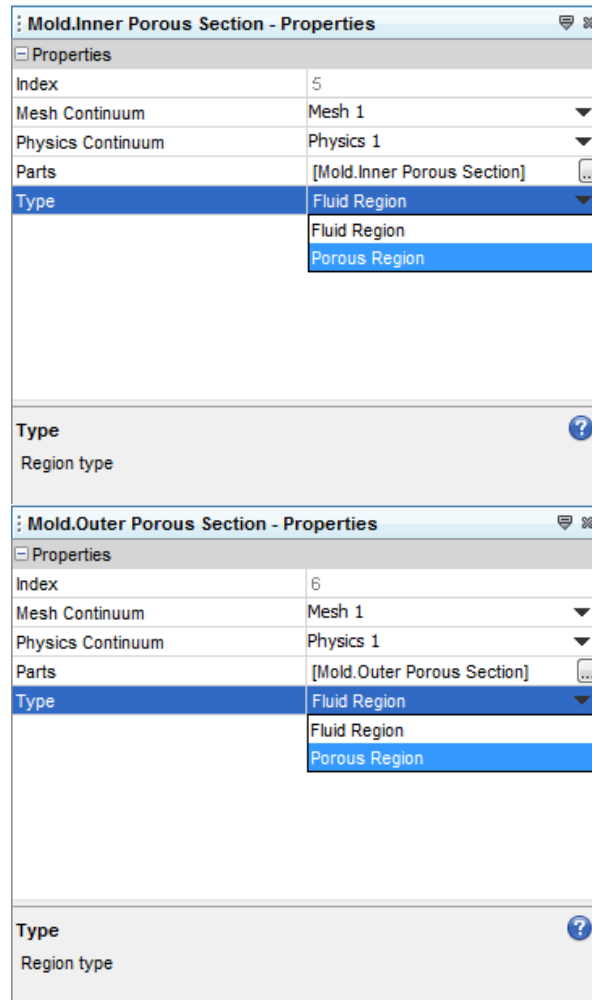 Mold.Inner Porous Section - Properties
Properties
Index 5
Mesh Continuum Mesh 1
Physics Continuum Physics 1
Parts [Mold.Inner Porous Section] ...
Type Fluid Region
Fluid Region
Porous Region
Type ?
Region type
Mold.Outer Porous Section - Properties
Properties
Index 6
Mesh Continuum Mesh 1
Physics Continuum Physics 1
Parts [Mold.Outer Porous Section] ...
Type Fluid Region
Fluid Region
Porous Region
Type ?
Region type